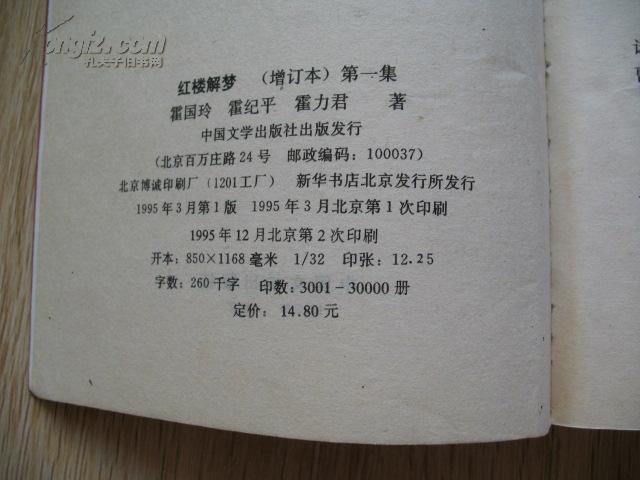 Kongfz.com
孔夫子旧书网
红楼解梦 （增订本）第一集
霍国玲 霍纪平 霍力君 著
中国文学出版社出版发行
（北京百万庄路24号 邮政编码：100037）
北京博诚印刷厂（1201工厂） 新华书店北京发行所发行
1995年3月第1版 1995年3月北京第1次印刷
1995年12月北京第2次印刷
开本：850×1168毫米 1/32 印张：12.25
字数：260千字 印数：3001－30000册
定价：14.80元